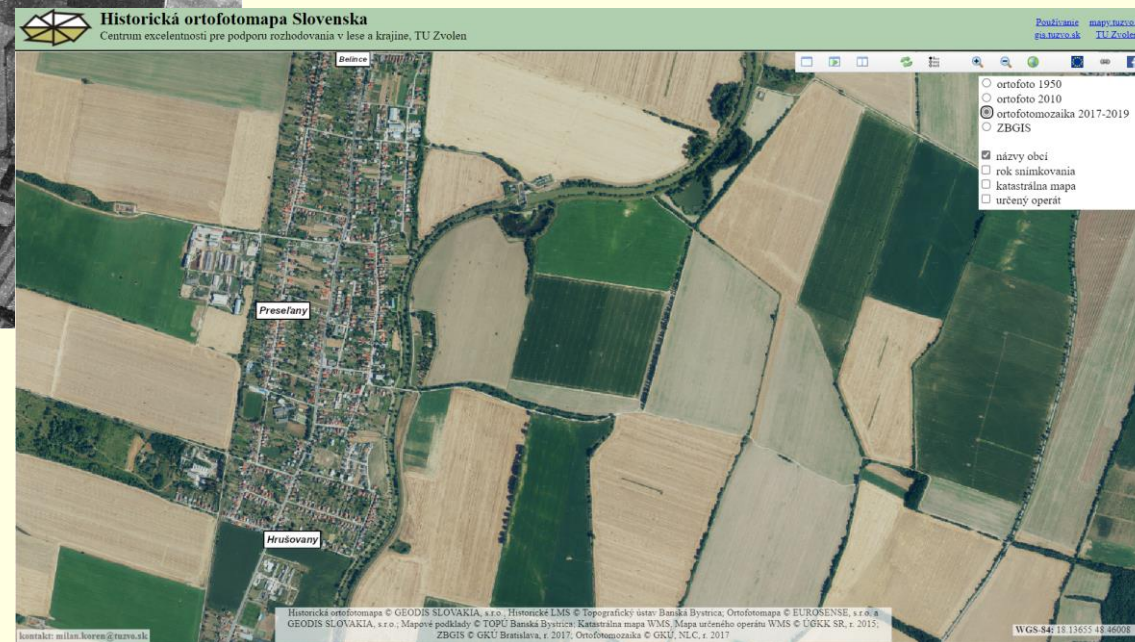 Historická ortofotomapa Slovenska
Centrum excelentnosti pre podporu rozhodovania v lese a krajine, TU Zvolen
Používanie mapy.tuzvo.
gis.tuzvo.sk TU Zvolen
ortofoto 1950
ortofoto 2010
ortofotomozaika 2017-2019
ZBGIS
názvy obcí
rok snímkovania
katastrálna mapa
určený operát
Belince
Preseľany
Hrušovany
Historická ortofotomapa © GEODIS SLOVAKIA, s.r.o.; Historické LMS © Topografický ústav Banská Bystrica; Ortofotomapa © EUROSENSE, s.r.o. a
GEODIS SLOVAKIA, s.r.o.; Mapové podklady © TOPÚ Banská Bystrica; Katastrálna mapa WMS, Mapa určeného operátu WMS © ÚGKK SR, r. 2015;
ZBGIS © GKÚ Bratislava, r. 2017; Ortofotomozaika © GKÚ, NLC, r. 2017
kontakt: milan.koren@tuzvo.sk
WGS-84: 18.13655 48.46008